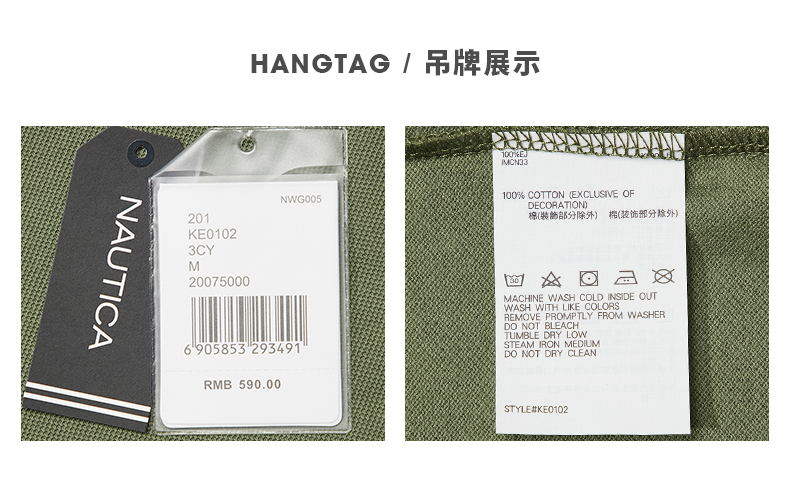 HANGTAG / 吊牌展示
NAUTICA
NWG005
201
KE0102
3CY
M
20075000
6 905853 293491
RMB 590.00
IMCN33
100% COTTON (EXCLUSIVE OF
DECORATION)
棉(裝飾部分除外) 棉(装饰部分除外)
30
MACHINE WASH COLD INSIDE OUT
WASH WITH LIKE COLORS
REMOVE PROMPTLY FROM WASHER
DO NOT BLEACH
TUMBLE DRY LOW
STEAM IRON MEDIUM
DO NOT DRY CLEAN
STYLE#KE0102